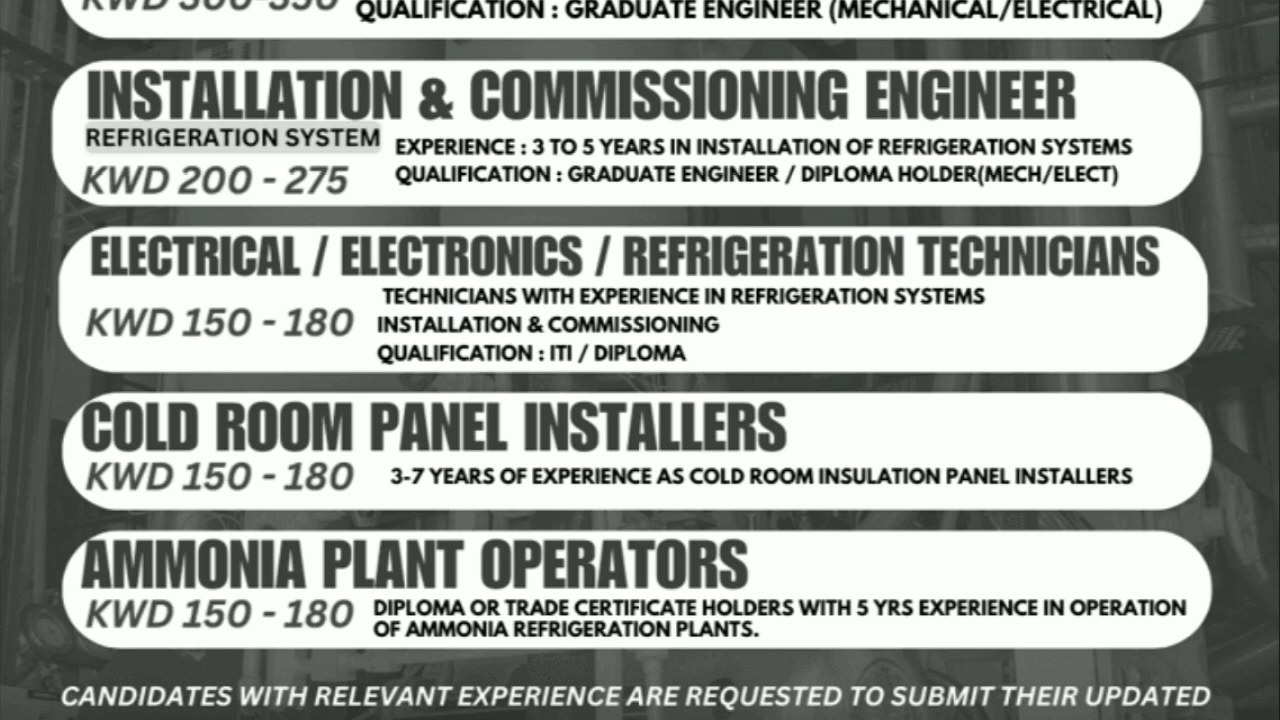 QUALIFICATION : GRADUATE ENGINEER (MECHANICAL/ELECTRICAL)
INSTALLATION & COMMISSIONING ENGINEER
REFRIGERATION SYSTEM
EXPERIENCE : 3 TO 5 YEARS IN INSTALLATION OF REFRIGERATION SYSTEMS
KWD 200 - 275
QUALIFICATION : GRADUATE ENGINEER / DIPLOMA HOLDER(MECH/ELECT)
ELECTRICAL / ELECTRONICS / REFRIGERATION TECHNICIANS
TECHNICIANS WITH EXPERIENCE IN REFRIGERATION SYSTEMS
KWD 150 - 180
INSTALLATION & COMMISSIONING
QUALIFICATION : ITI / DIPLOMA
COLD ROOM PANEL INSTALLERS
KWD 150 - 180
3-7 YEARS OF EXPERIENCE AS COLD ROOM INSULATION PANEL INSTALLERS
AMMONIA PLANT OPERATORS
KWD 150 - 180
DIPLOMA OR TRADE CERTIFICATE HOLDERS WITH 5 YRS EXPERIENCE IN OPERATION
OF AMMONIA REFRIGERATION PLANTS.
CANDIDATES WITH RELEVANT EXPERIENCE ARE REQUESTED TO SUBMIT THEIR UPDATED